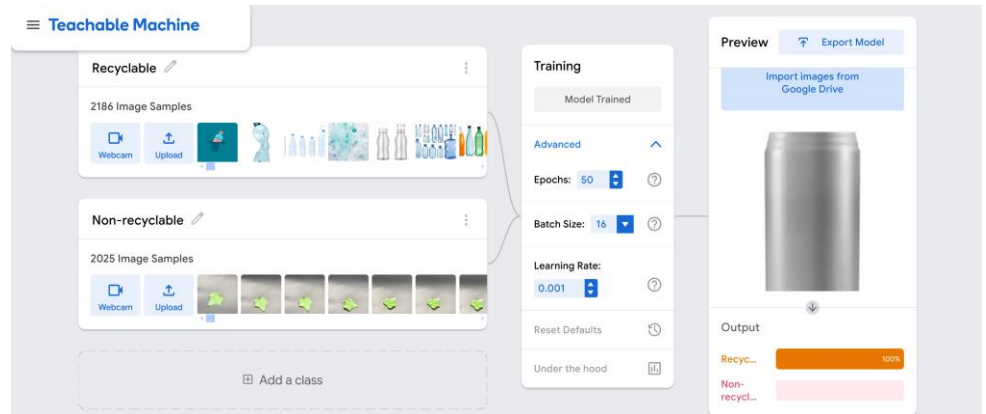 Teachable Machine
Recyclable
2186 Image Samples
Webcam
Upload
Non-recyclable
2025 Image Samples
Webcam
Upload
Add a class
Training
Model Trained
Advanced
Epochs: 50
Batch Size: 16
Learning Rate:
0.001
Reset Defaults
Under the hood
Preview
Export Model
Import images from
Google Drive
Output
Recyc...
100%
Non-
recycl...